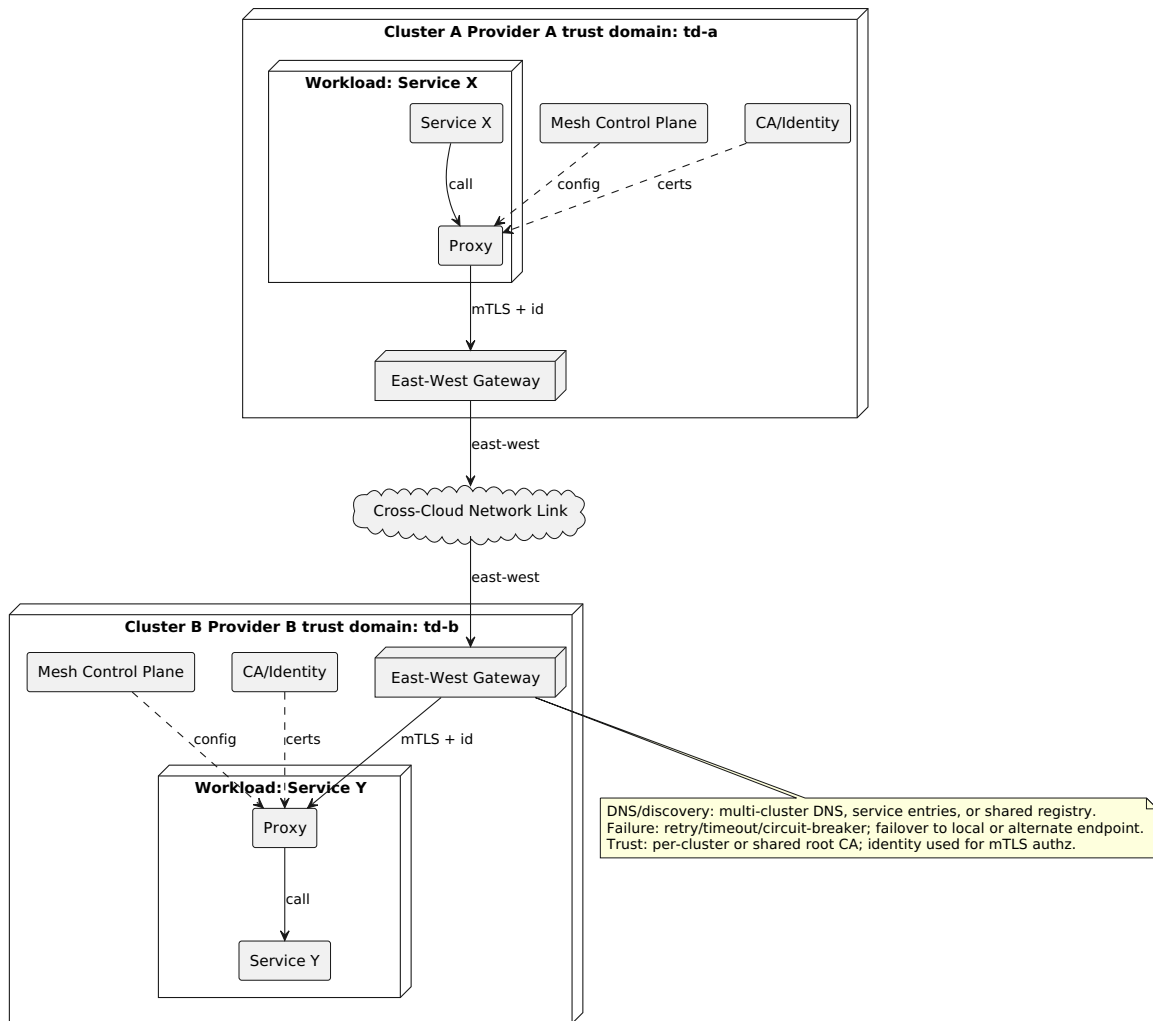 Cluster A Provider A trust domain: td-a
Workload: Service X
Service X
Mesh Control Plane
CA/Identity
call
config
certs
Proxy
mTLS + id
East-West Gateway
east-west
Cross-Cloud Network Link
east-west
Cluster B Provider B trust domain: td-b
Mesh Control Plane
CA/Identity
East-West Gateway
config
certs
mTLS + id
Workload: Service Y
Proxy
DNS/discovery: multi-cluster DNS, service entries, or shared registry.
Failure: retry/timeout/circuit-breaker; failover to local or alternate endpoint.
Trust: per-cluster or shared root CA; identity used for mTLS authz.
call
Service Y